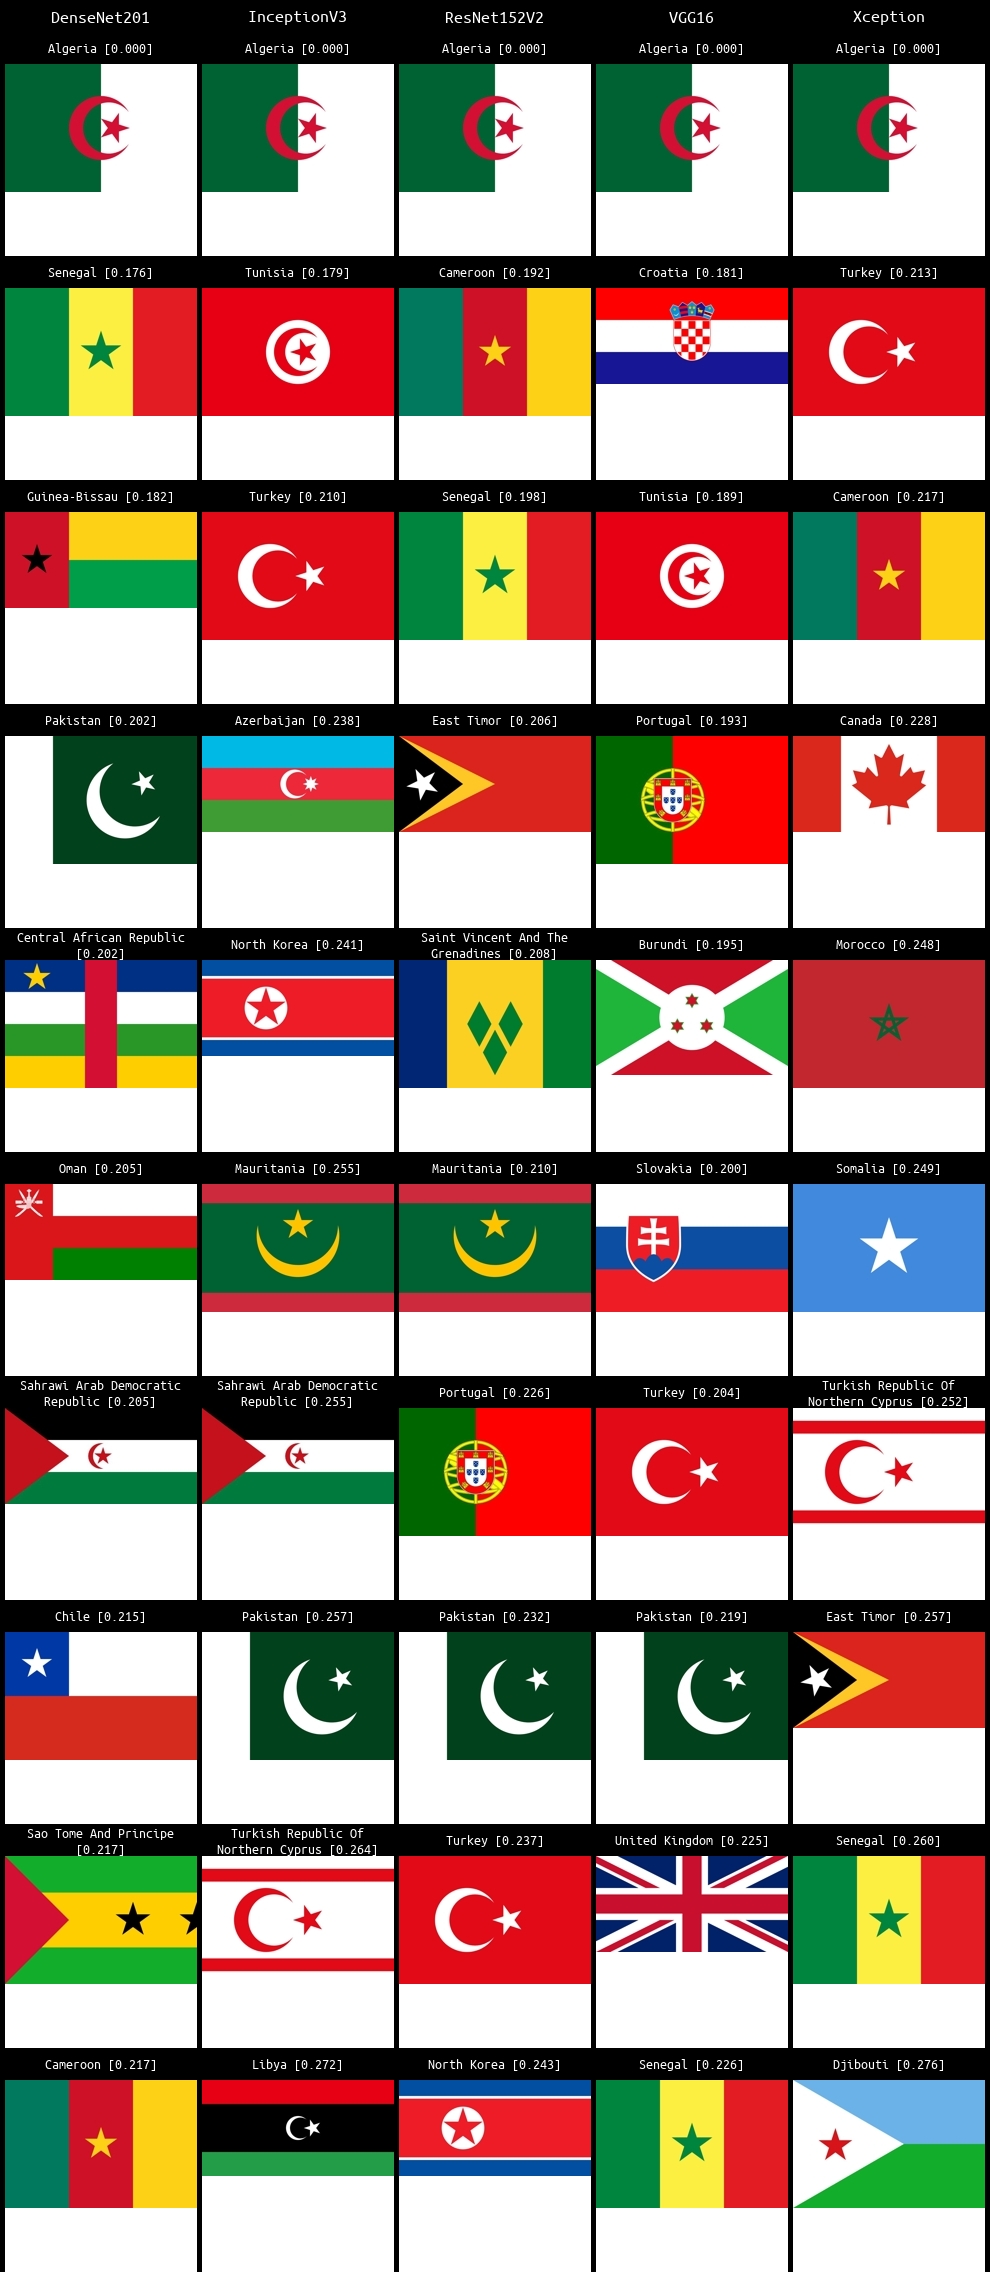 DenseNet201 InceptionV3 ResNet152V2 VGG16 Xception
Algeria [0.000] Algeria [0.000] Algeria [0.000] Algeria [0.000] Algeria [0.000]
Senegal [0.176] Tunisia [0.179] Cameroon [0.192] Croatia [0.181] Turkey [0.213]
Guinea-Bissau [0.182] Turkey [0.210] Senegal [0.198] Tunisia [0.189] Cameroon [0.217]
Pakistan [0.202] Azerbaijan [0.238] East Timor [0.206] Portugal [0.193] Canada [0.228]
Central African Republic
[0.202]
North Korea [0.241]
Saint Vincent And The
Grenadines [0.208]
Burundi [0.195] Morocco [0.248]
Oman [0.205] Mauritania [0.255] Mauritania [0.210] Slovakia [0.200] Somalia [0.249]
Sahrawi Arab Democratic
Republic [0.205]
Sahrawi Arab Democratic
Republic [0.255]
Portugal [0.226] Turkey [0.204]
Turkish Republic Of
Northern Cyprus [0.252]
Chile [0.215] Pakistan [0.257] Pakistan [0.232] Pakistan [0.219] East Timor [0.257]
Sao Tome And Principe
[0.217]
Turkish Republic Of
Northern Cyprus [0.264]
Turkey [0.237] United Kingdom [0.225] Senegal [0.260]
Cameroon [0.217] Libya [0.272] North Korea [0.243] Senegal [0.226] Djibouti [0.276]